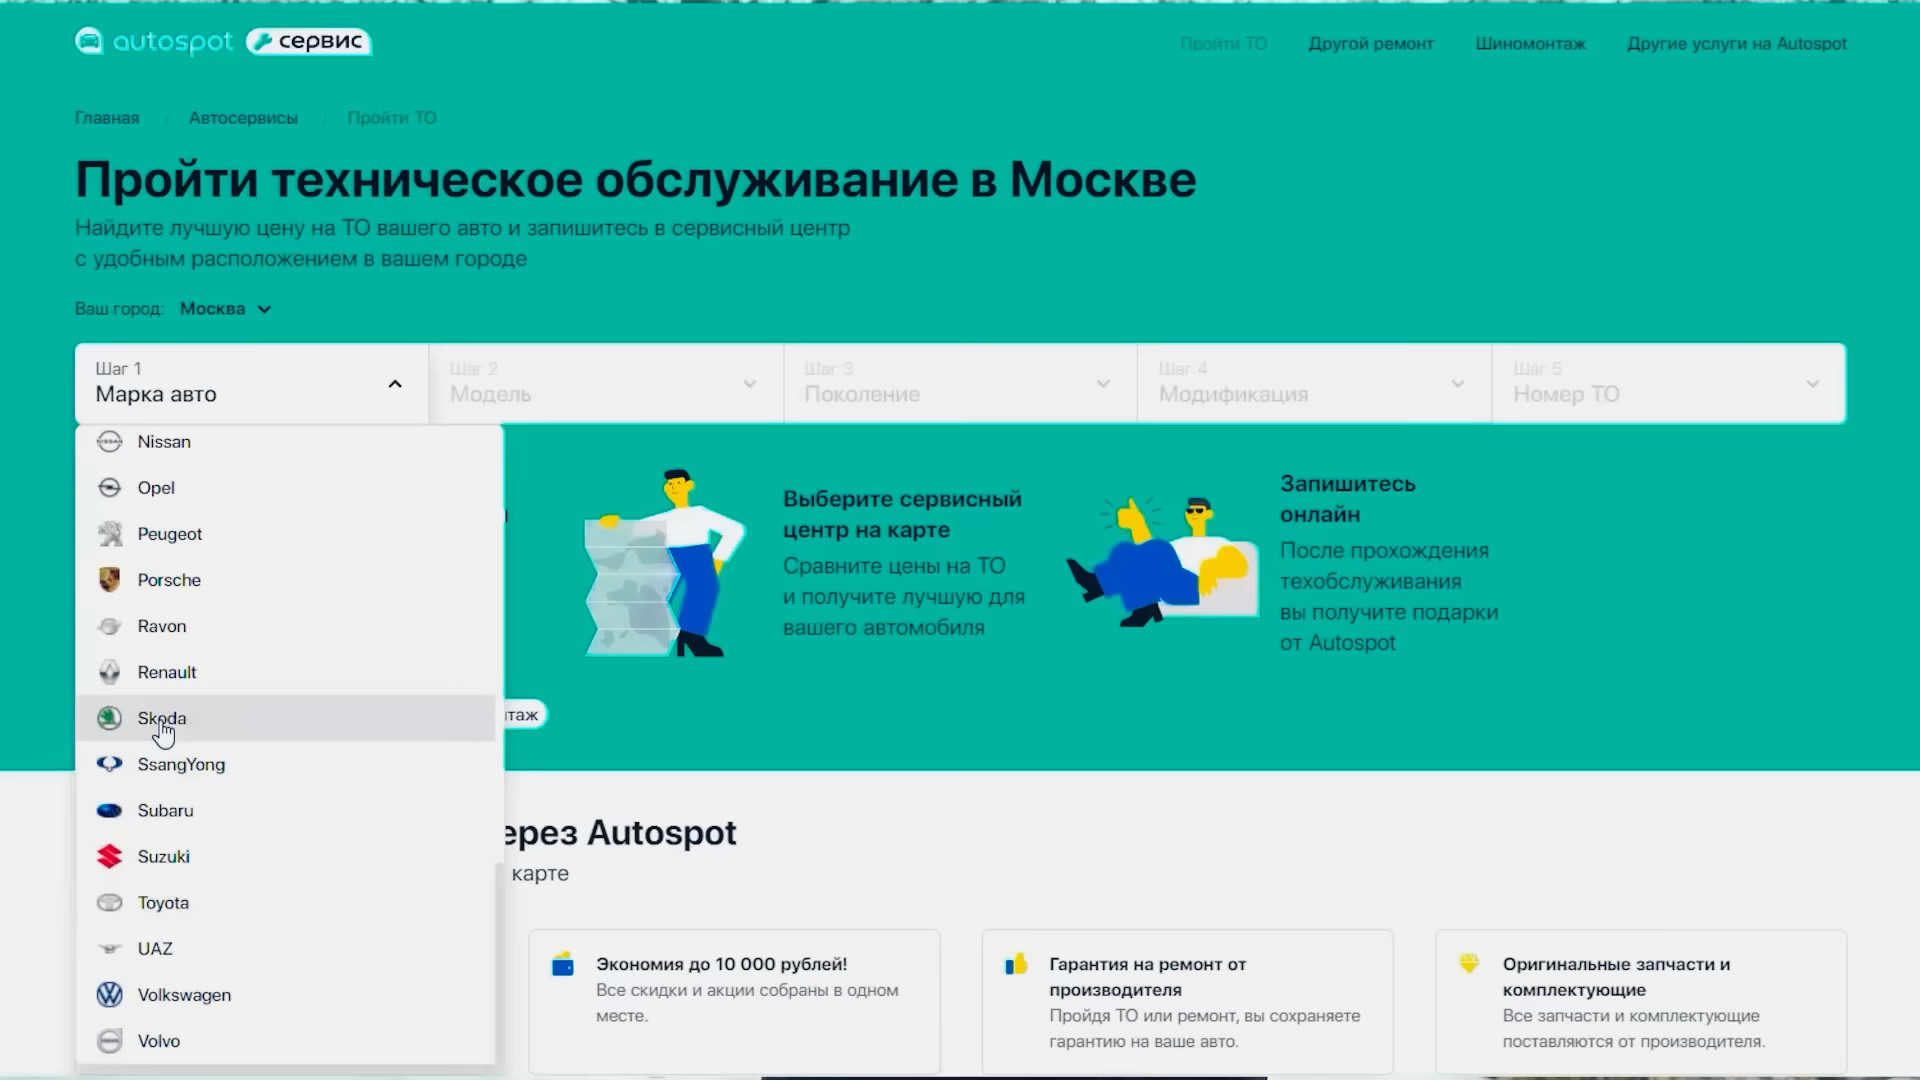 autospot сервис
Пройти ТО
Другой ремонт
Шиномонтаж
Другие услуги на Autospot
Главная / Автосервисы / Пройти ТО
Пройти техническое обслуживание в Москве
Найдите лучшую цену на ТО вашего авто и запишитесь в сервисный центр
с удобным расположением в вашем городе
Ваш город: Москва
Шаг 1
Марка авто
Шаг 2
Модель
Шаг 3
Поколение
Шаг 4
Модификация
Шаг 5
Номер ТО
Nissan
Opel
Peugeot
Porsche
Ravon
Renault
Skoda
SsangYong
Subaru
Suzuki
Toyota
UAZ
Volkswagen
Volvo
Выберите сервисный
центр на карте
Сравните цены на ТО
и получите лучшую для
вашего автомобиля
Запишитесь
онлайн
После прохождения
техобслуживания
вы получите подарки
от Autospot
таж
ерез Autospot
карте
Экономия до 10 000 рублей!
Все скидки и акции собраны в одном
месте.
Гарантия на ремонт от
производителя
Пройдя ТО или ремонт, вы сохраняете
гарантию на ваше авто.
Оригинальные запчасти и
комплектующие
Все запчасти и комплектующие
поставляются от производителя.